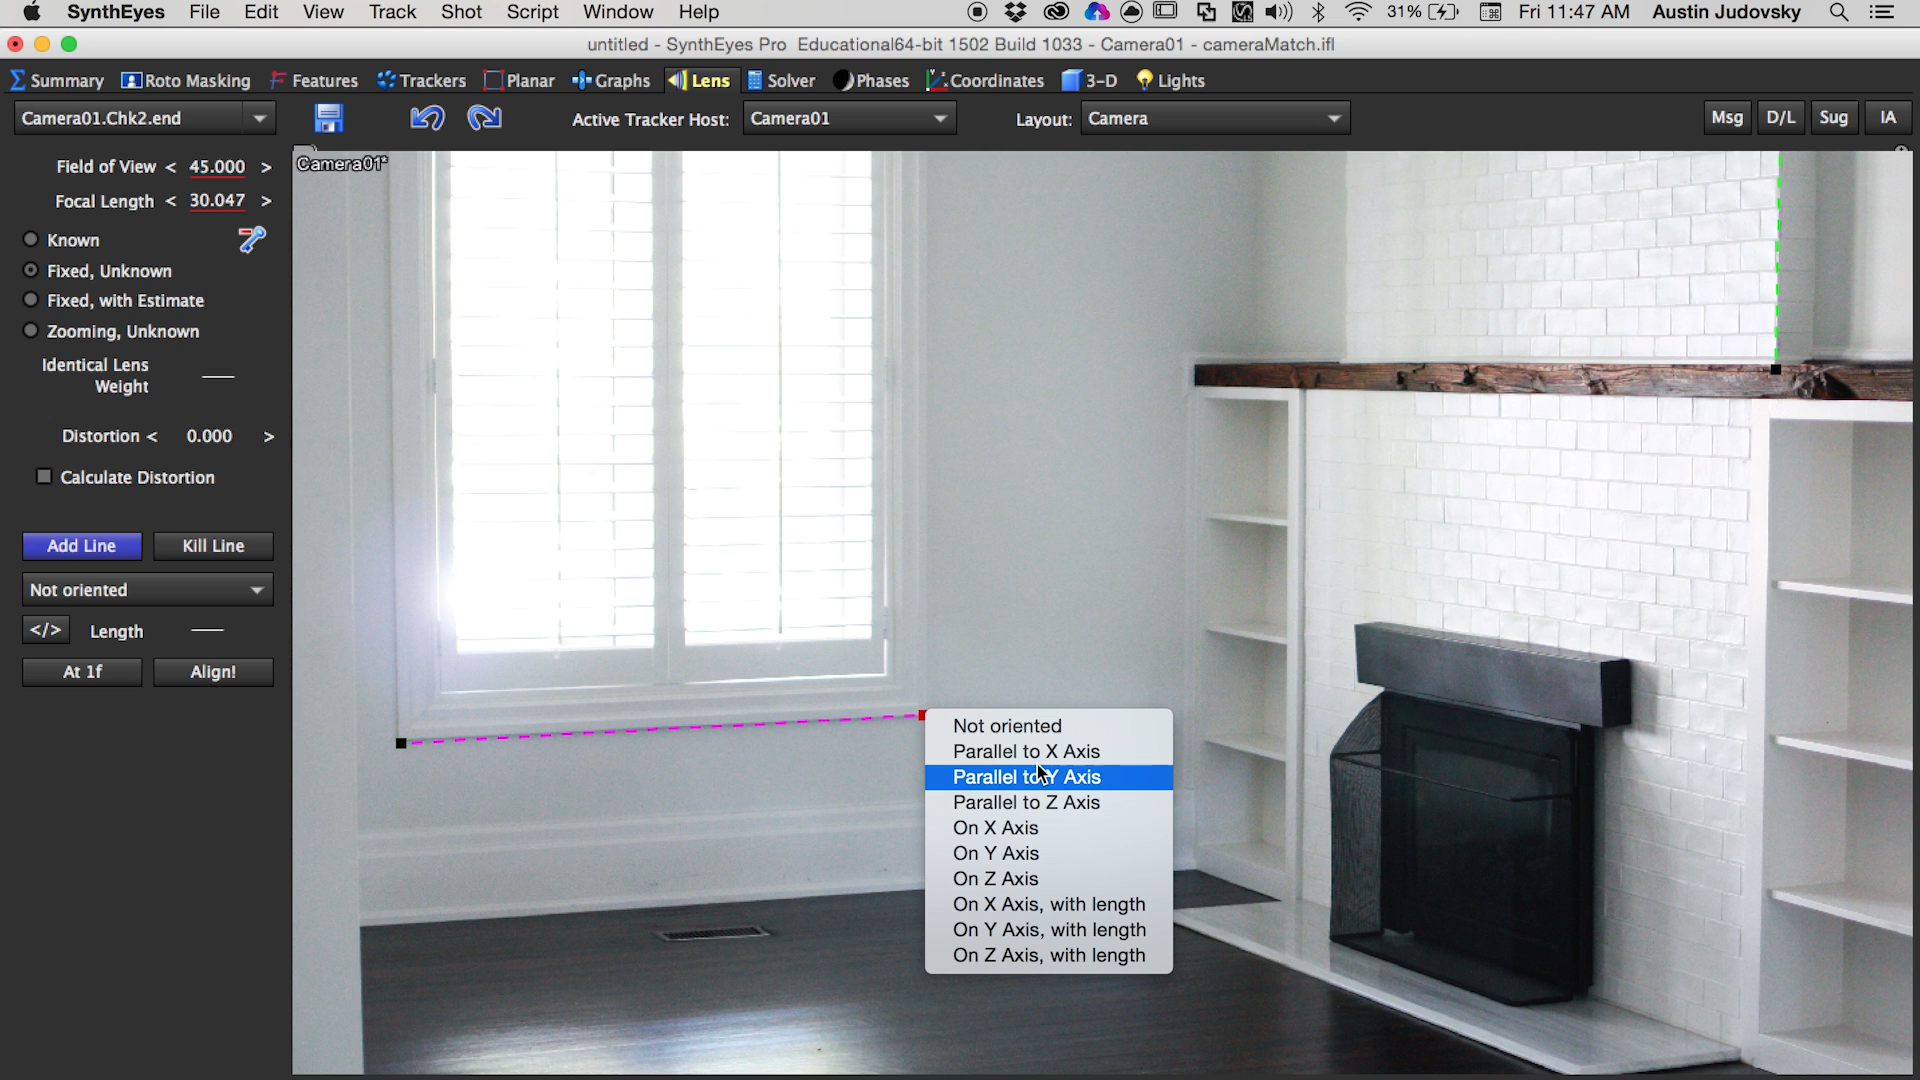 SynthEyes File Edit View Track Shot Script Window Help 31% Fri 11:47 AM Austin Judovsky
untitled - SynthEyes Pro Educational64-bit 1502 Build 1033 - Camera01 - cameraMatch.ifl
Summary Roto Masking Features Trackers Planar Graphs Lens Solver Phases Coordinates 3-D Lights
Camera01.Chk2.end Active Tracker Host: Camera01 Layout: Camera Msg D/L Sug IA
Field of View < 45.000 >
Camera01*
Focal Length < 30.047 >
Known
Fixed, Unknown
Fixed, with Estimate
Zooming, Unknown
Identical Lens
Weight
Distortion < 0.000 >
Calculate Distortion
Add Line Kill Line
Not oriented
</> Length
At 1f Align!
Not oriented
Parallel to X Axis
Parallel to Y Axis
Parallel to Z Axis
On X Axis
On Y Axis
On Z Axis
On X Axis, with length
On Y Axis, with length
On Z Axis, with length